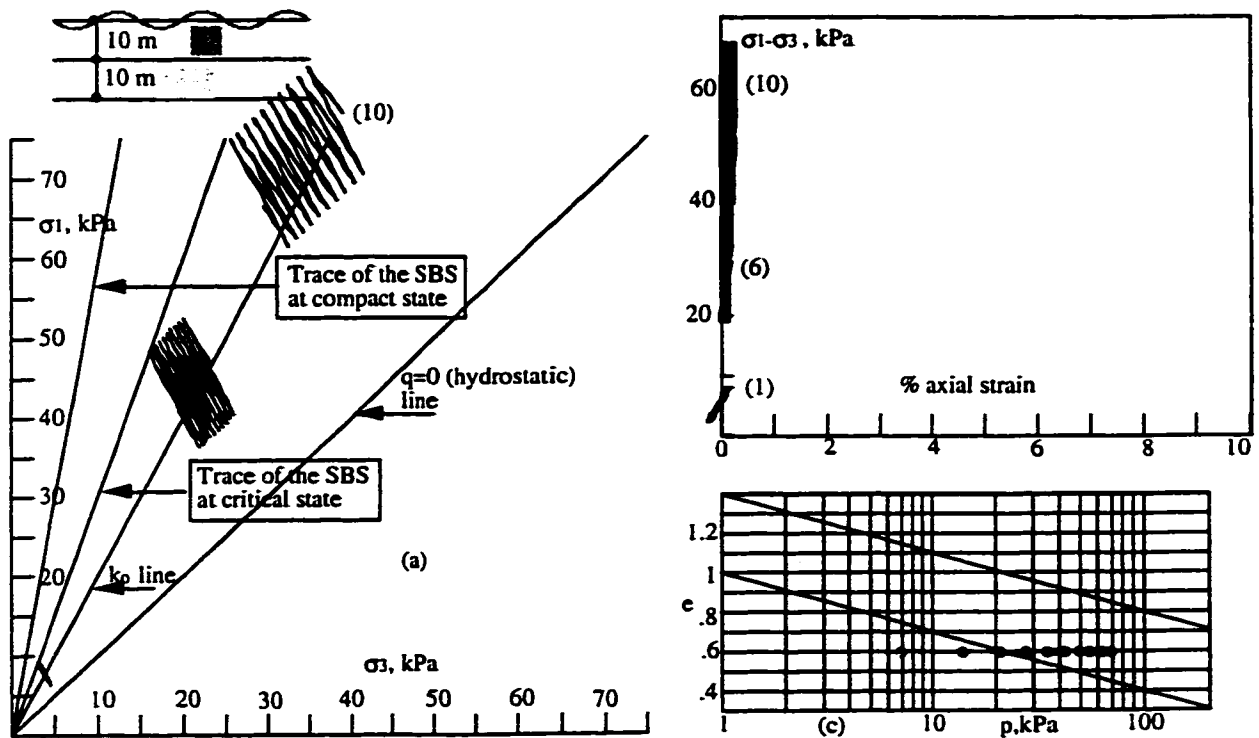 10 m
10 m
(10)
70
σ1, kPa
60
Trace of the SBS
at compact state
50
q=0 (hydrostatic)
line
40
Trace of the SBS
at critical state
30
(a)
20
k₀ line
σ3, kPa
10 20 30 40 50 60 70
σ1-σ3, kPa
60
(10)
40
(6)
20
(1)
% axial strain
0 2 4 6 8 10
1.2
1
e
.8
.6
.4
1 (c) 10 p,kPa 100